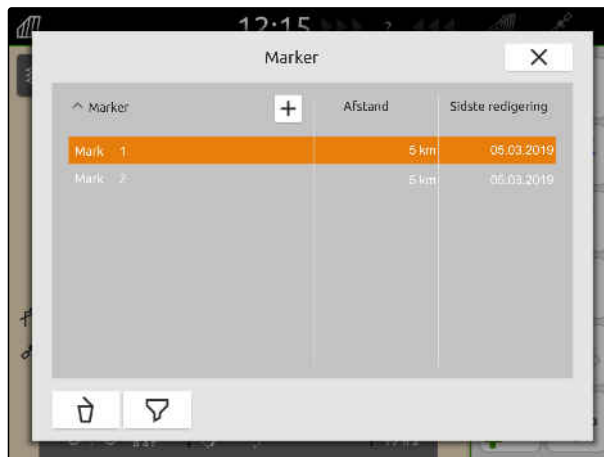 12:15
Marker
Marker + Afstand Sidste redigering
Mark 1 5 km 05.03.2019
Mark 2 5 km 05.03.2019